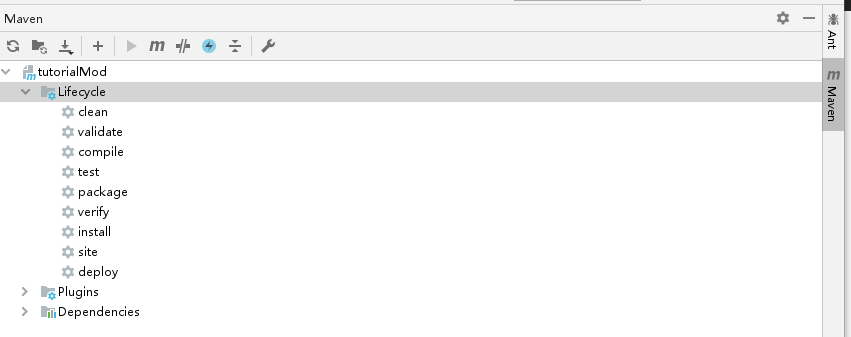 Maven
Ant
m
tutorialMod
Lifecycle
Maven
clean
validate
compile
test
package
verify
install
site
deploy
Plugins
Dependencies